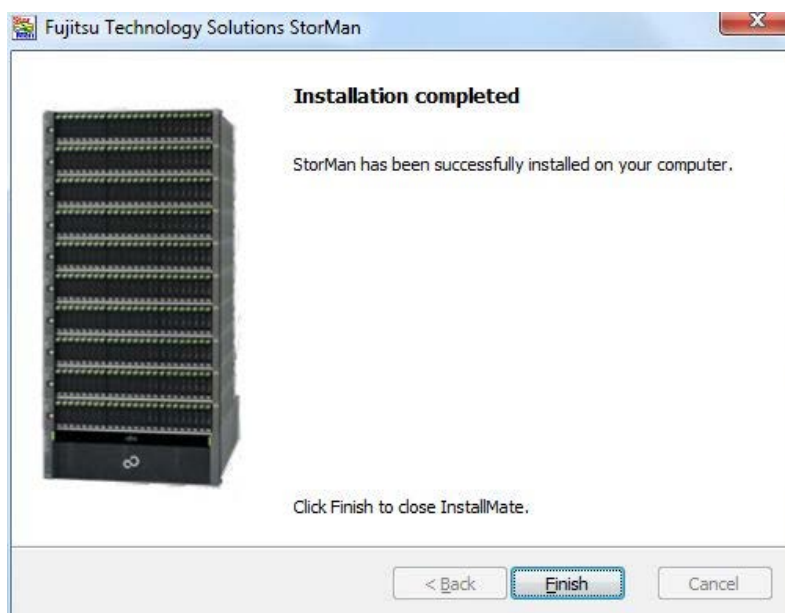 Fujitsu Technology Solutions StorMan
Installation completed
StorMan has been successfully installed on your computer.
Click Finish to close InstallMate.
< Back
Finish
Cancel